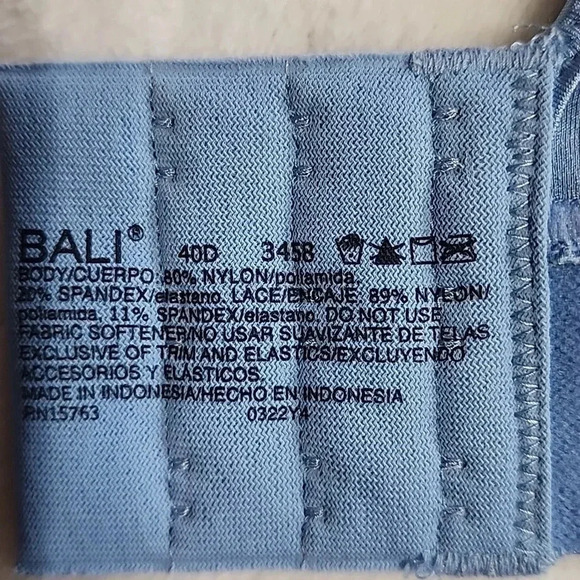 BALI® 40D 3458
BODY/CUERPO: 80% NYLON/poliamida.
20% SPANDEX/elastano. LACE/ENCAJE: 89% NYLON/
poliamida. 11% SPANDEX/elastano. DO NOT USE
FABRIC SOFTENER/NO USAR SUAVIZANTE DE TELAS
EXCLUSIVE OF TRIM AND ELASTICS/EXCLUYENDO
ACCESORIOS Y ELASTICOS.
MADE IN INDONESIA/HECHO EN INDONESIA
RN15763 0322Y4